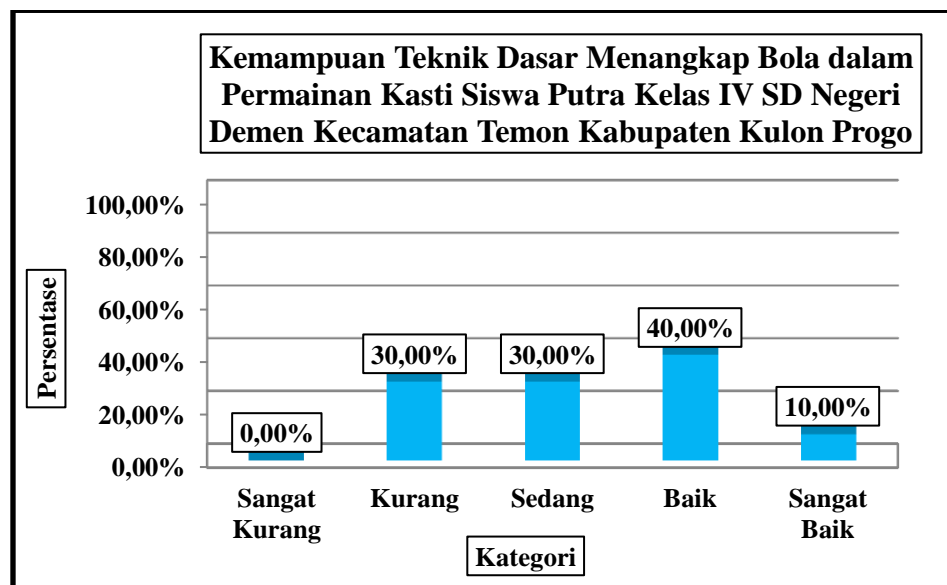 Kemampuan Teknik Dasar Menangkap Bola dalam
Permainan Kasti Siswa Putra Kelas IV SD Negeri
Demen Kecamatan Temon Kabupaten Kulon Progo
Persentase
100,00%
80,00%
60,00%
40,00%
20,00%
0,00%
0,00%
30,00%
30,00%
40,00%
10,00%
Sangat
Kurang
Kurang
Sedang
Baik
Sangat
Baik
Kategori